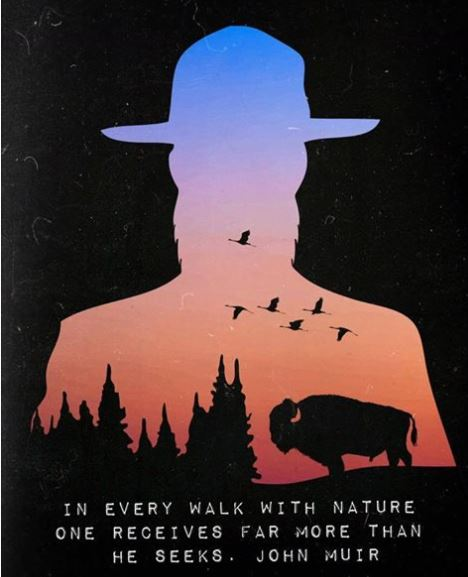 IN EVERY WALK WITH NATURE
ONE RECEIVES FAR MORE THAN
HE SEEKS. JOHN MUIR